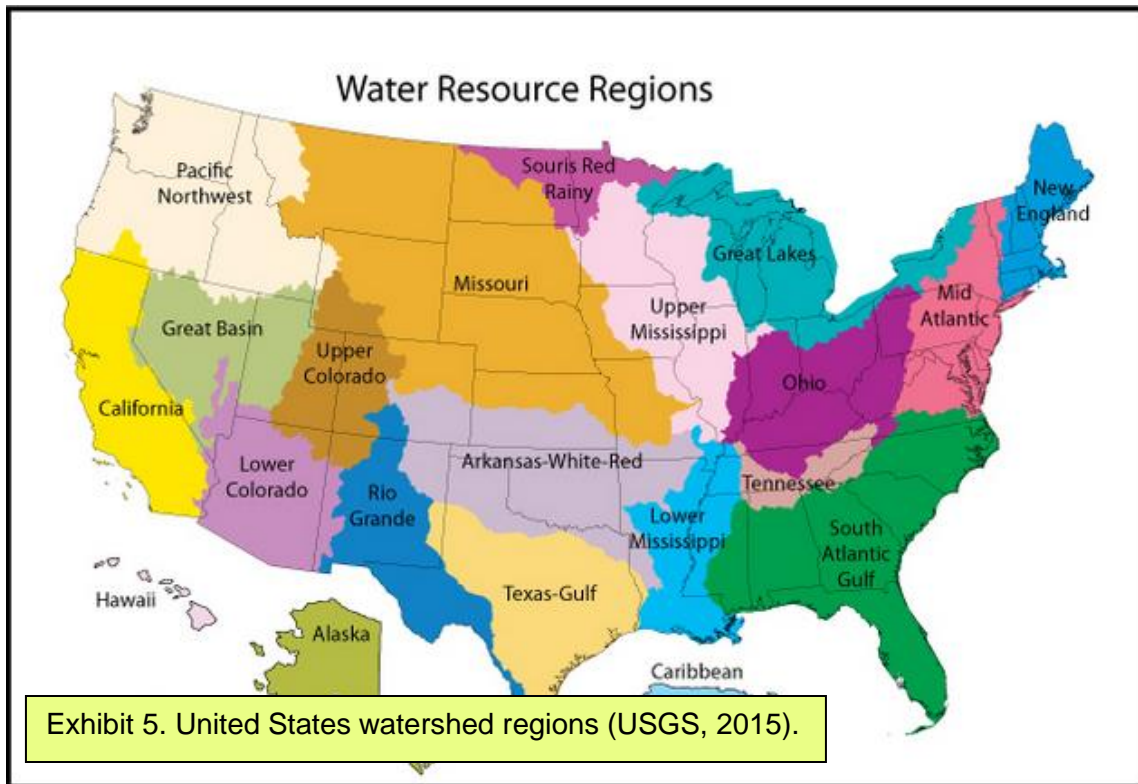 Water Resource Regions
Pacific
Northwest
Souris Red
Rainy
New
England
Great Lakes
Missouri
Mid
Atlantic
Upper
Mississippi
Great Basin
Upper
Colorado
Ohio
California
Arkansas-White-Red
Lower
Colorado
Tennessee
Rio
Grande
Lower
Mississippi
South
Atlantic
Gulf
Texas-Gulf
Hawaii
Alaska
Caribbean
Exhibit 5. United States watershed regions (USGS, 2015).